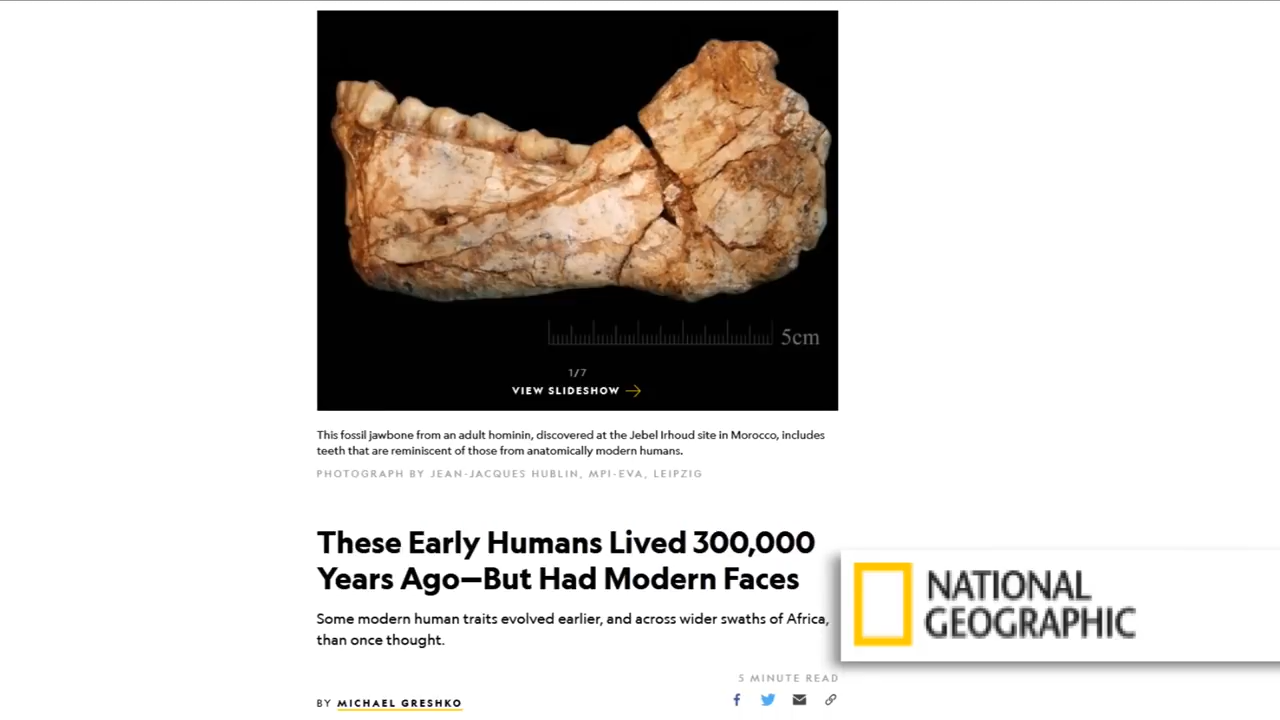 5cm
1/7
VIEW SLIDESHOW
This fossil jawbone from an adult hominin, discovered at the Jebel Irhoud site in Morocco, includes
teeth that are reminiscent of those from anatomically modern humans.
PHOTOGRAPH BY JEAN-JACQUES HUBLIN, MPI-EVA, LEIPZIG
These Early Humans Lived 300,000
Years Ago—But Had Modern Faces
Some modern human traits evolved earlier, and across wider swaths of Africa,
than once thought.
NATIONAL
GEOGRAPHIC
5 MINUTE READ
BY MICHAEL GRESHKO